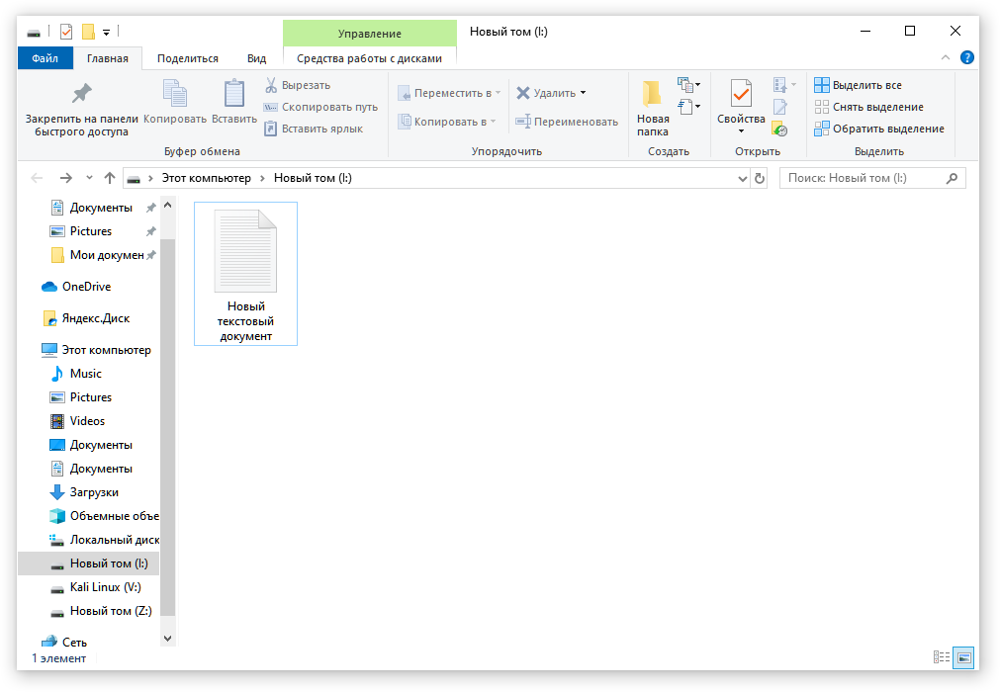 Управление
Новый том (I:)
Файл
Главная
Поделиться
Вид
Средства работы с дисками
Закрепить на панели
быстрого доступа
Копировать
Вставить
Вырезать
Скопировать путь
Вставить ярлык
Буфер обмена
Переместить в
Копировать в
Удалить
Переименовать
Упорядочить
Новая
папка
Создать
Свойства
Открыть
Выделить все
Снять выделение
Обратить выделение
Выделить
Этот компьютер > Новый том (I:)
Поиск: Новый том (I:)
Документы
Pictures
Мои докумен
OneDrive
Яндекс.Диск
Этот компьютер
Music
Pictures
Videos
Документы
Документы
Загрузки
Объемные объе
Локальный диск
Новый том (I:)
Kali Linux (V:)
Новый том (Z:)
Сеть
Новый
текстовый
документ
1 элемент